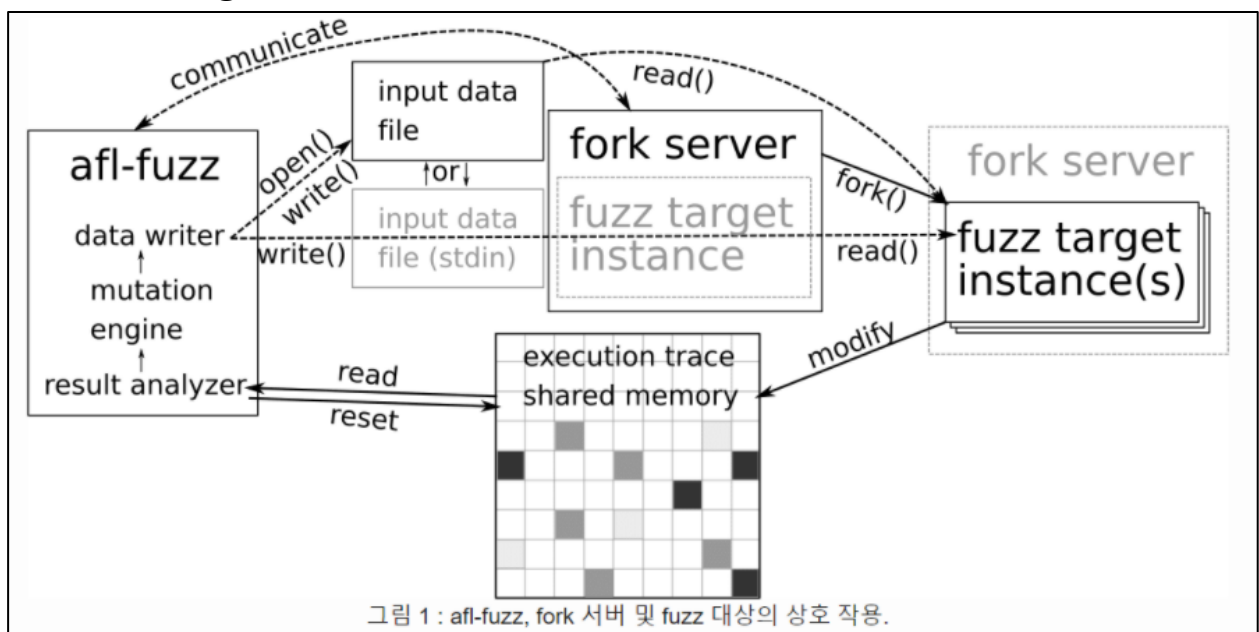 communicate
read()
input data
file
afl-fuzz
open()
write()
↑or↓
input data
file (stdin)
fork server
fuzz target
instance
fork()
fork server
data writer
write()
read()
fuzz target
instance(s)
↑
mutation
engine
↑
result analyzer
read
reset
execution trace
shared memory
modify
그림 1 : afl-fuzz, fork 서버 및 fuzz 대상의 상호 작용.